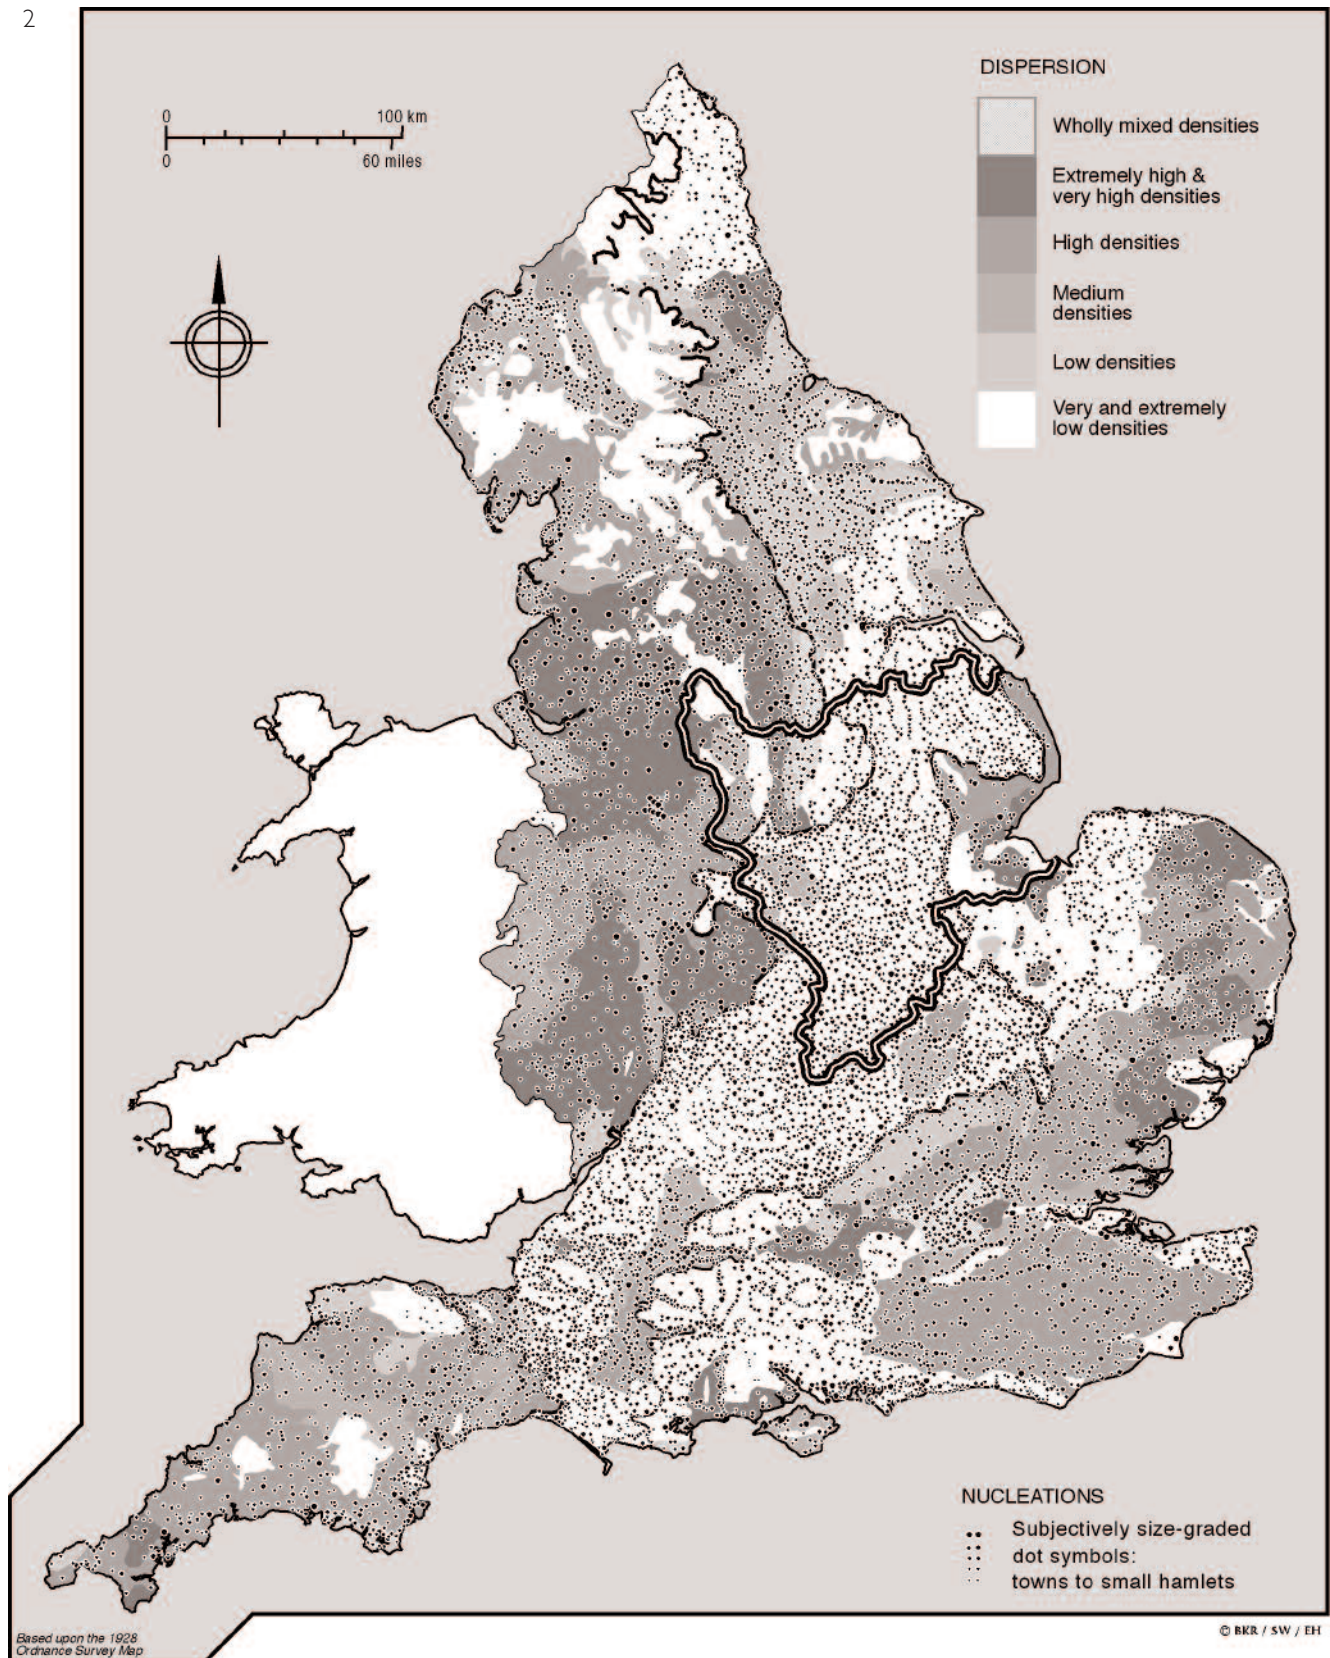 2
DISPERSION
0 100 km
0 60 miles
Wholly mixed densities
Extremely high &
very high densities
High densities
Medium
densities
Low densities
Very and extremely
low densities
NUCLEATIONS
Subjectively size-graded
dot symbols:
towns to small hamlets
Based upon the 1928
Ordnance Survey Map
© BKR / SW / EH